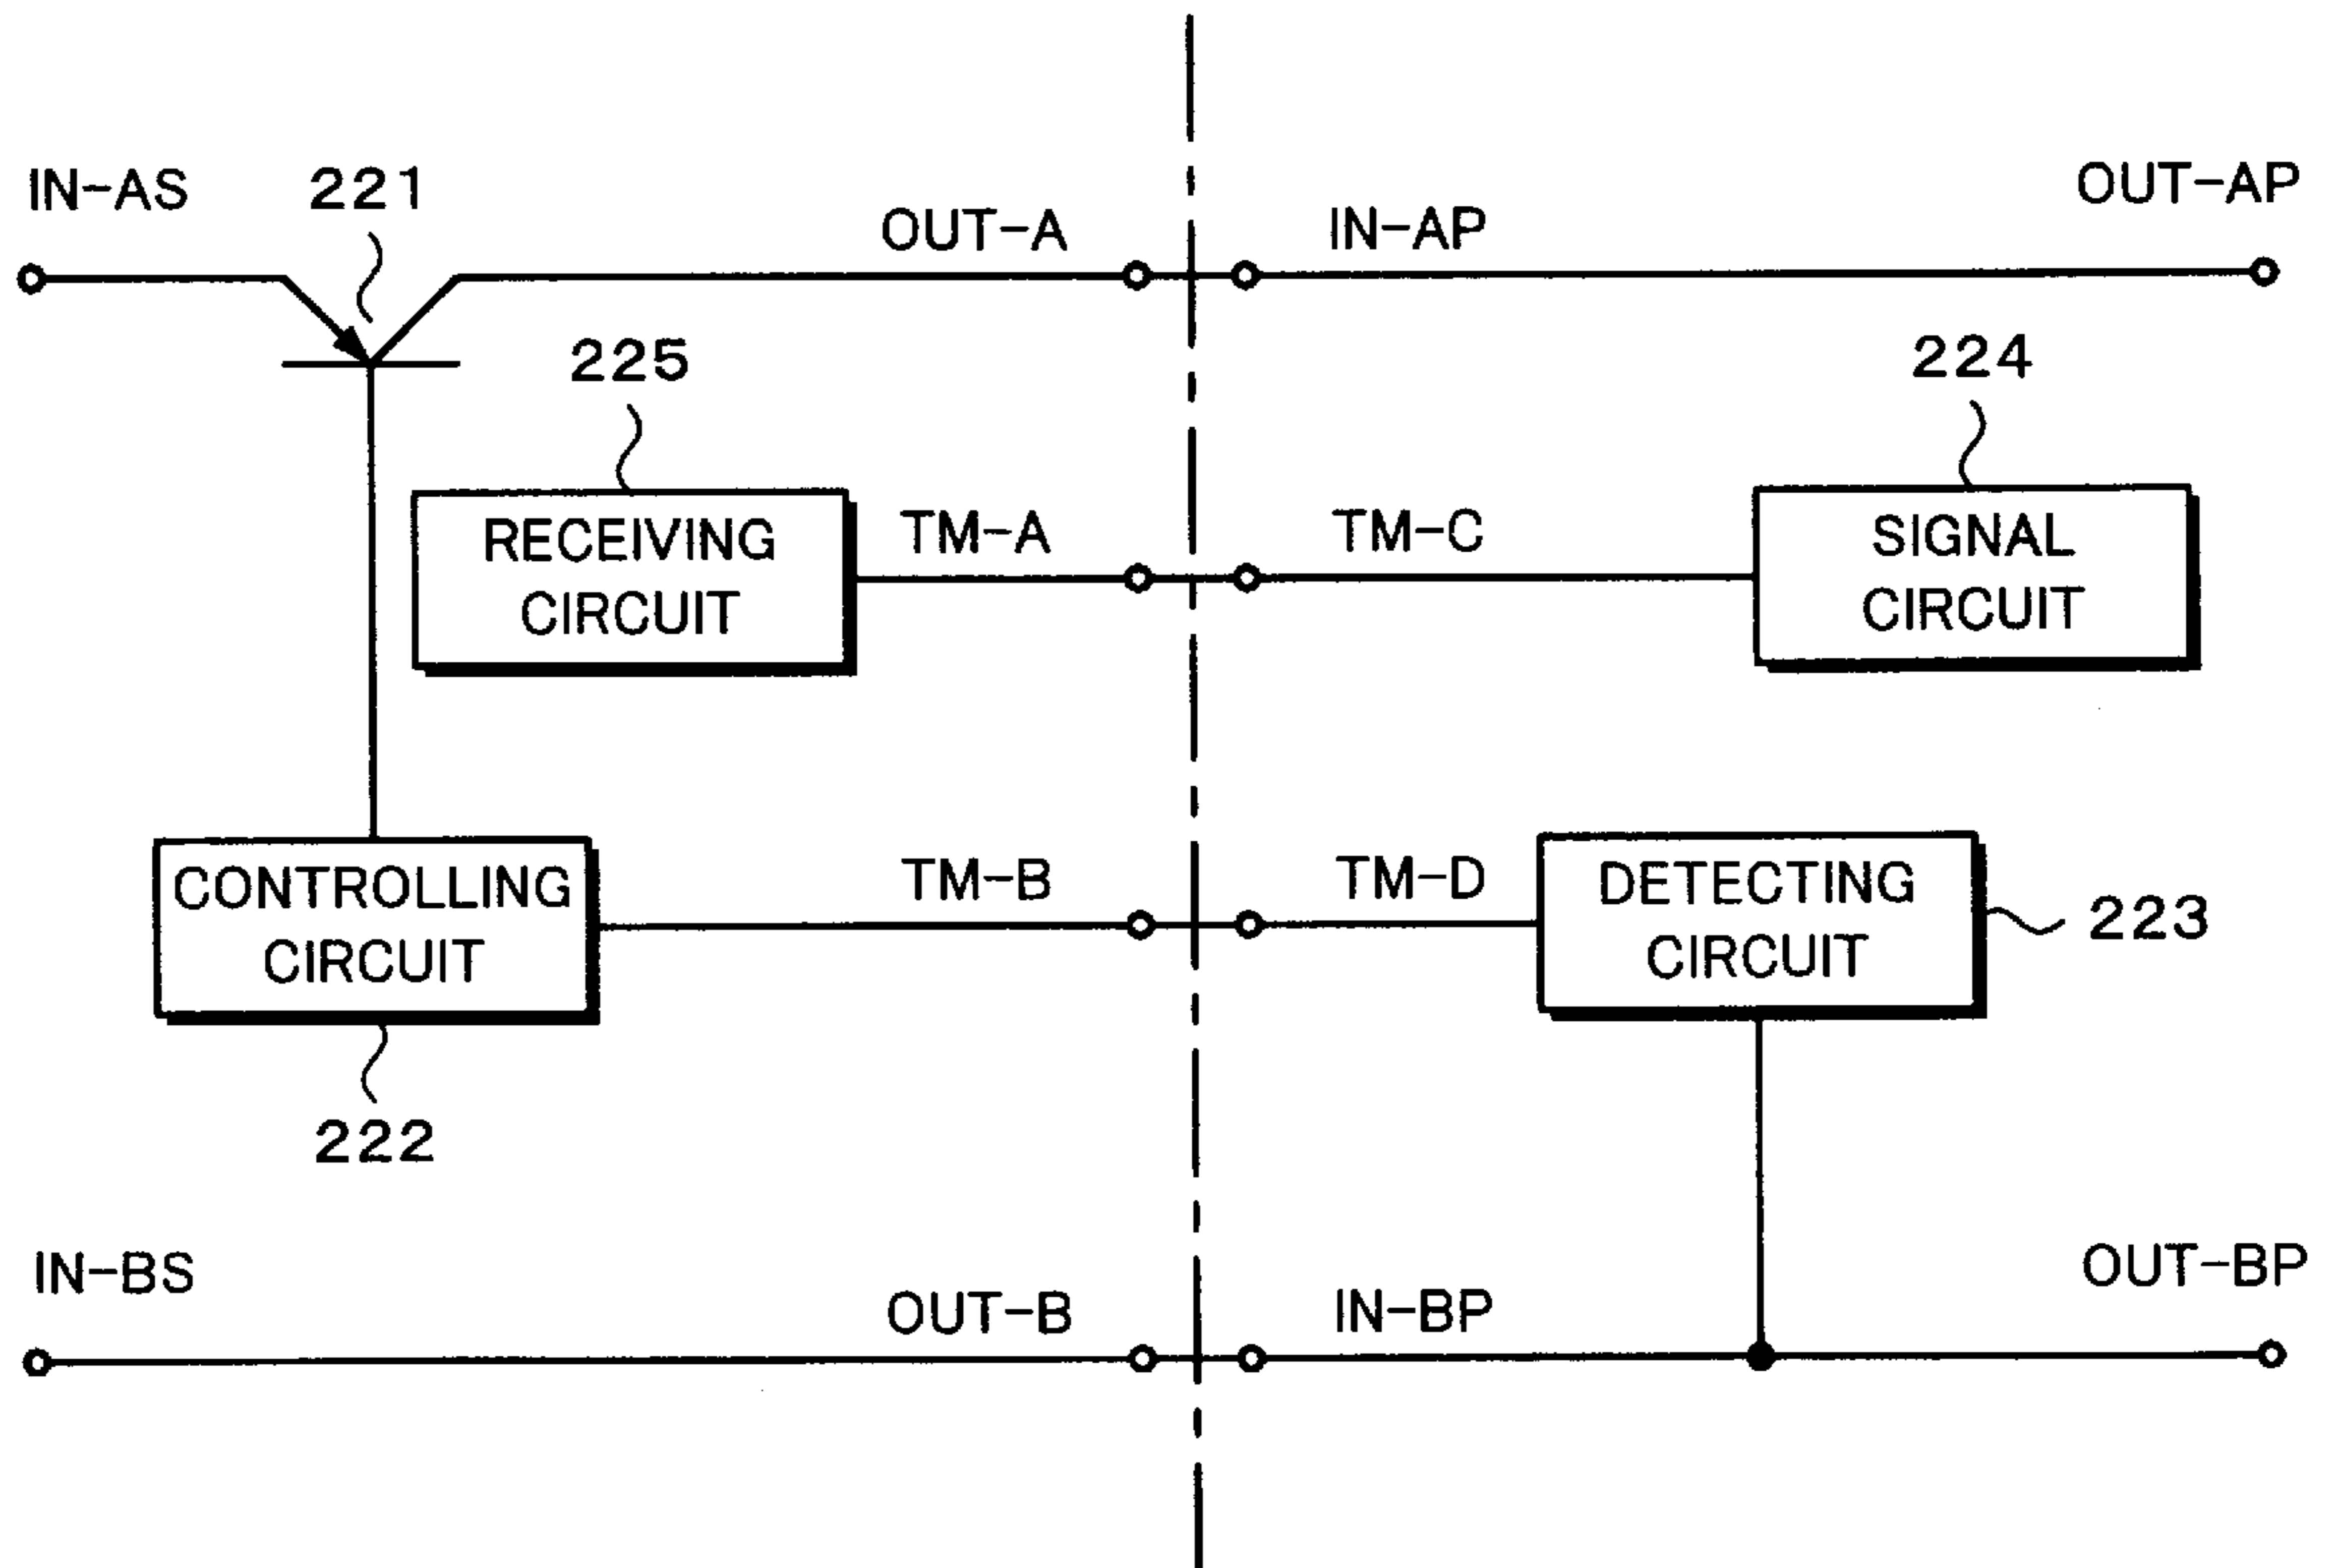 IN-AS
221
OUT-A
IN-AP
OUT-AP
225
224
RECEIVING
CIRCUIT
TM-A
TM-C
SIGNAL
CIRCUIT
CONTROLLING
CIRCUIT
TM-B
TM-D
DETECTING
CIRCUIT
223
222
IN-BS
OUT-B
IN-BP
OUT-BP